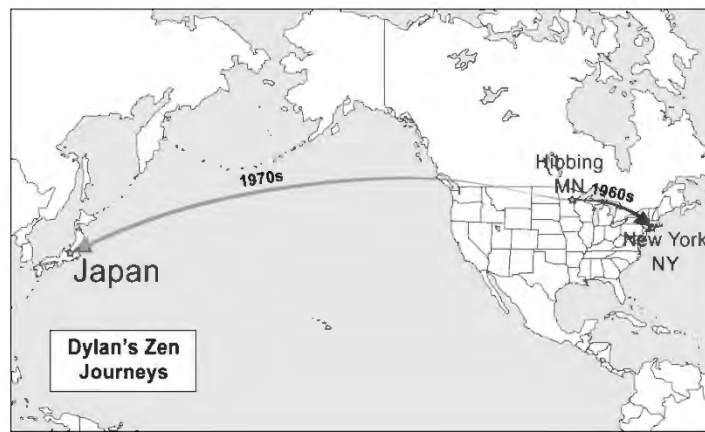 Hibbing
MN
1960s
1970s
New York
NY
Japan
Dylan's Zen
Journeys